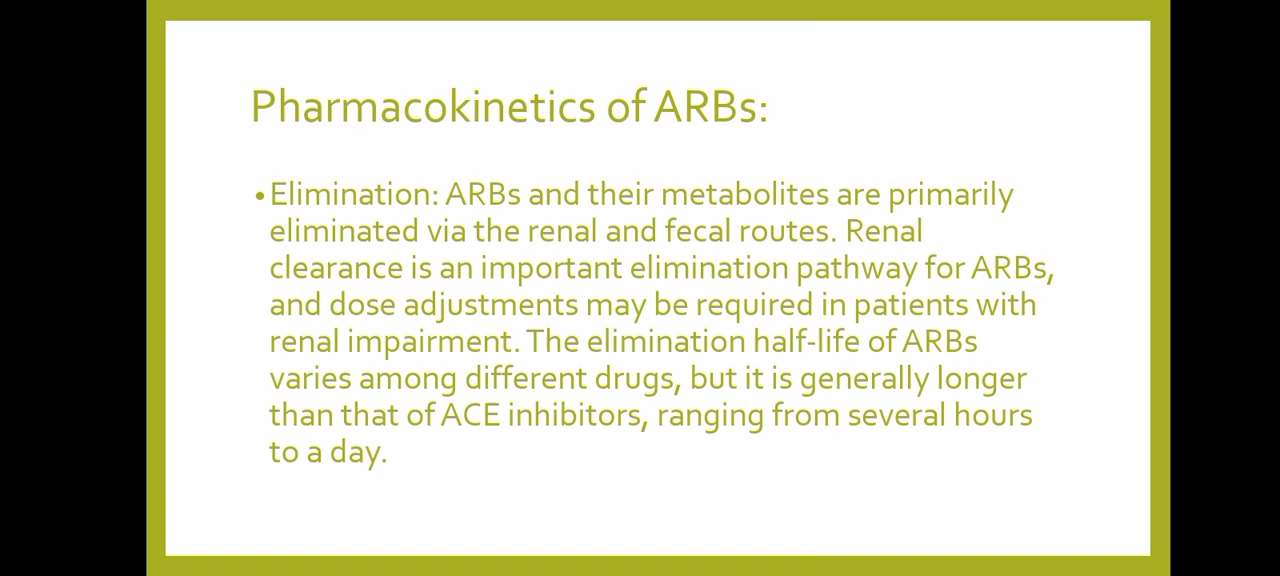 Pharmacokinetics of ARBs:
• Elimination: ARBs and their metabolites are primarily
eliminated via the renal and fecal routes. Renal
clearance is an important elimination pathway for ARBs,
and dose adjustments may be required in patients with
renal impairment. The elimination half-life of ARBs
varies among different drugs, but it is generally longer
than that of ACE inhibitors, ranging from several hours
to a day.